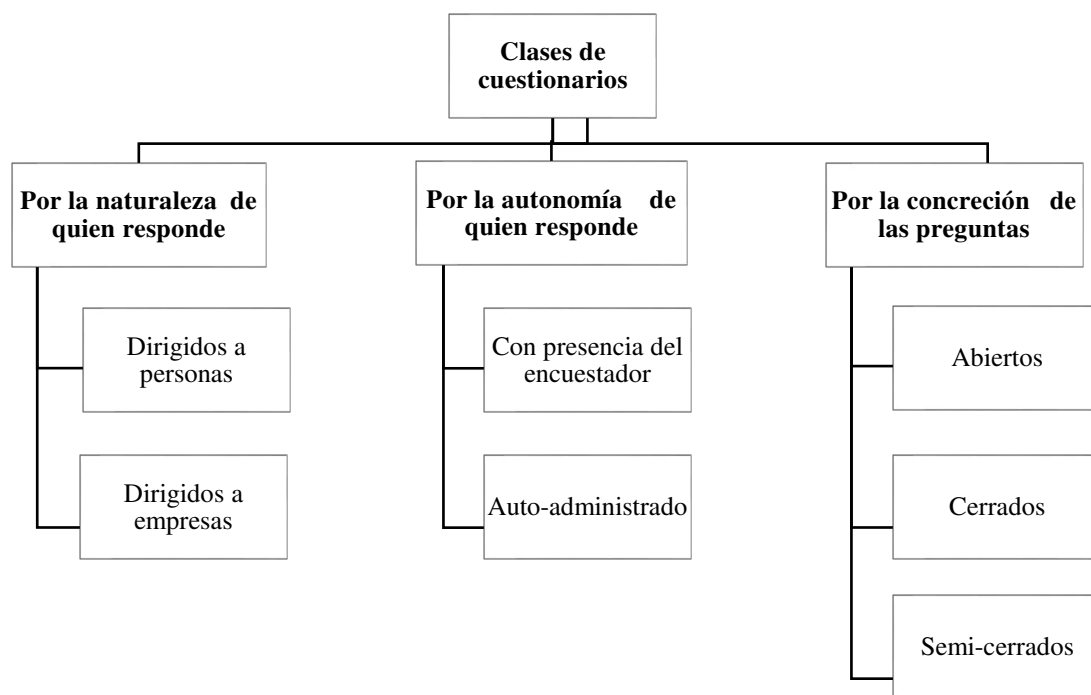 Clases de
cuestionarios
Por la naturaleza de
quien responde
Dirigidos a
personas
Dirigidos a
empresas
Por la autonomía de
quien responde
Con presencia del
encuestador
Auto-administrado
Por la concreción de
las preguntas
Abiertos
Cerrados
Semi-cerrados